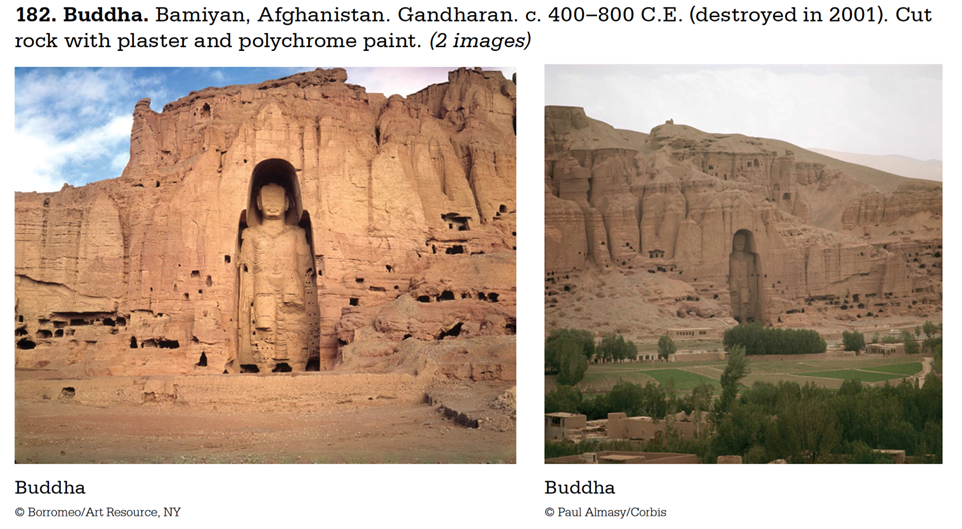 182. Buddha. Bamiyan, Afghanistan. Gandharan. c. 400–800 C.E. (destroyed in 2001). Cut
rock with plaster and polychrome paint. (2 images)
Buddha
© Borromeo/Art Resource, NY
Buddha
© Paul Almasy/Corbis